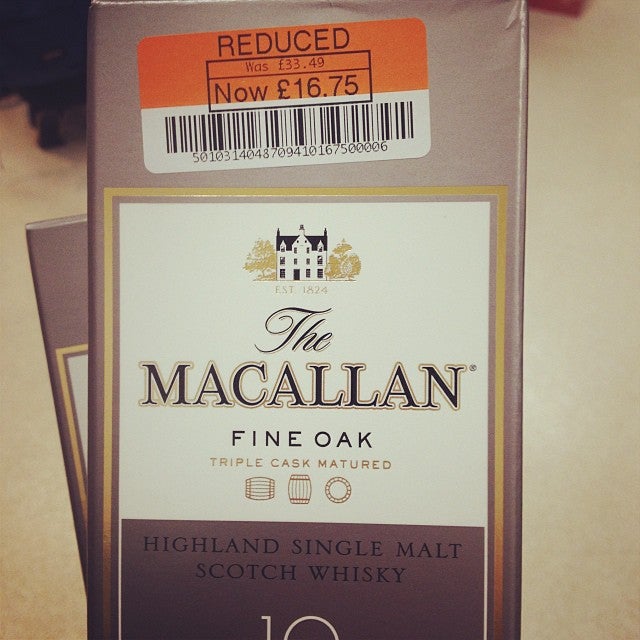 REDUCED
Was £33.49
Now £16.75
5010314048709410167500006
EST. 1824
The
MACALLAN®
FINE OAK
TRIPLE CASK MATURED
HIGHLAND SINGLE MALT
SCOTCH WHISKY
10